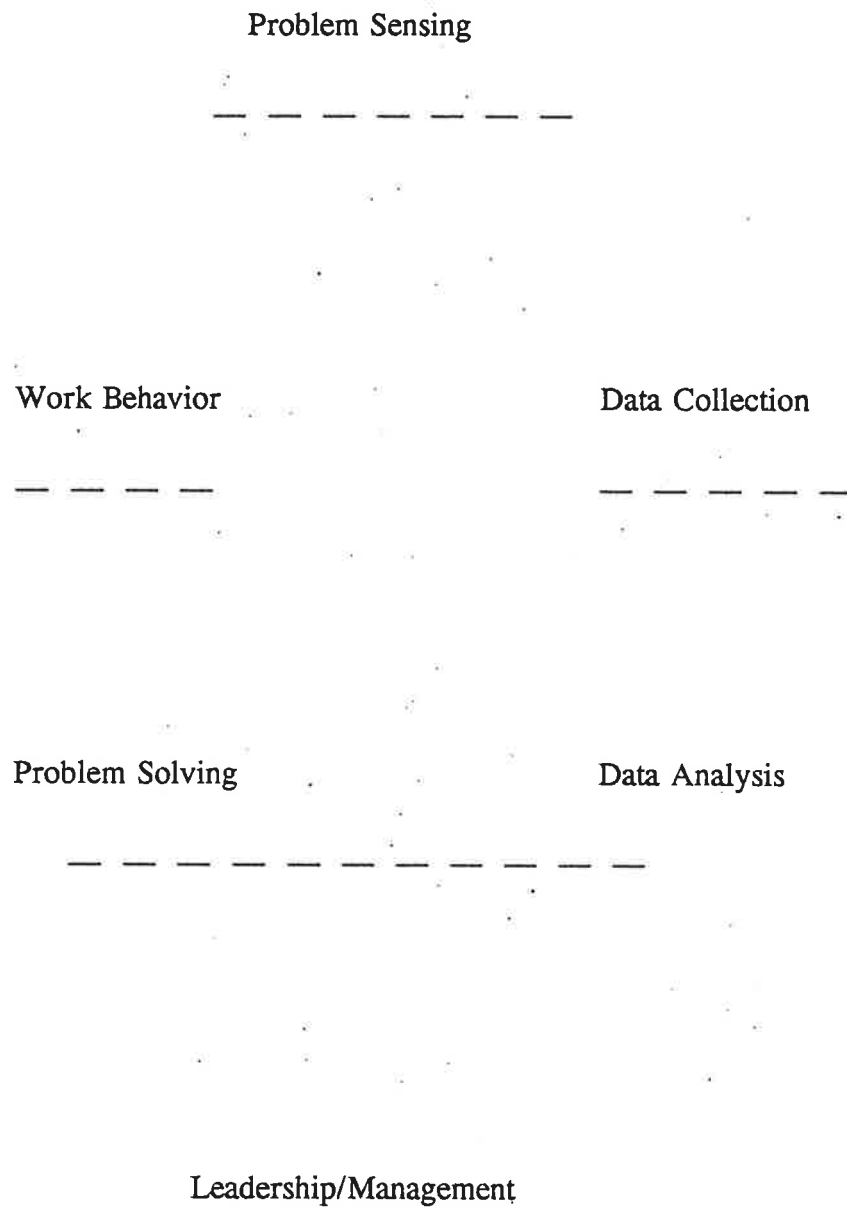 Problem Sensing
— — — — — — —
Work Behavior Data Collection
— — — — — — — — —
Problem Solving Data Analysis
— — — — — — — — — — —
Leadership/Management